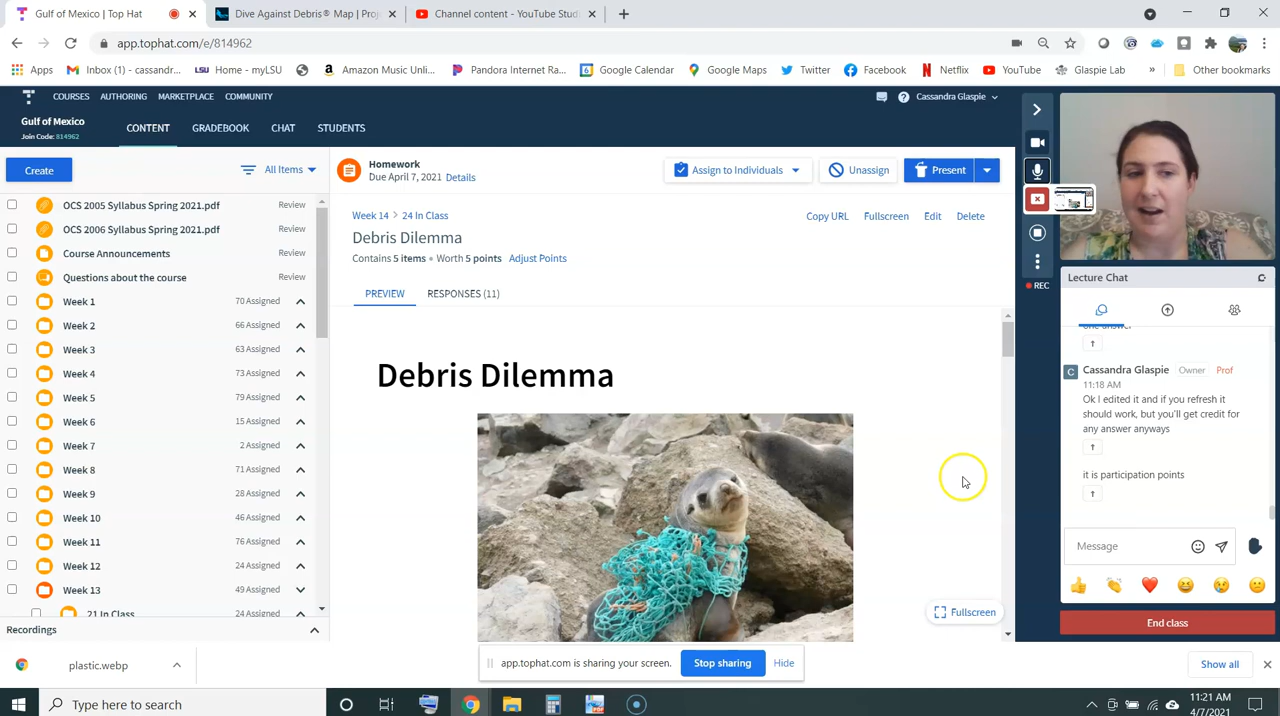 Gulf of Mexico | Top Hat
Dive Against Debris® Map | Proj
Channel content - YouTube Stud
app.tophat.com/e/814962
Apps
Inbox (1) - cassandr...
LSU
Home - myLSU
Amazon Music Unli...
Pandora Internet Ra...
Google Calendar
Google Maps
Twitter
Facebook
Netflix
YouTube
Glaspie Lab
»
Other bookmarks
COURSES
AUTHORING
MARKETPLACE
COMMUNITY
Cassandra Glaspie
Gulf of Mexico
Join Code: 814962
CONTENT
GRADEBOOK
CHAT
STUDENTS
Create
All Items
Homework
Due April 7, 2021 Details
Assign to Individuals
Unassign
Present
OCS 2005 Syllabus Spring 2021.pdf Review
OCS 2006 Syllabus Spring 2021.pdf Review
Course Announcements Review
Questions about the course Review
Week 1 70 Assigned
Week 2 66 Assigned
Week 3 63 Assigned
Week 4 73 Assigned
Week 5 79 Assigned
Week 6 15 Assigned
Week 7 2 Assigned
Week 8 71 Assigned
Week 9 28 Assigned
Week 10 46 Assigned
Week 11 76 Assigned
Week 12 24 Assigned
Week 13 49 Assigned
21 In Class 24 Assigned
Recordings
Week 14 > 24 In Class
Copy URL
Fullscreen
Edit
Delete
Debris Dilemma
Contains 5 items • Worth 5 points Adjust Points
PREVIEW
RESPONSES (11)
Debris Dilemma
Fullscreen
REC
Lecture Chat
one answer
Cassandra Glaspie Owner Prof
11:18 AM
Ok I edited it and if you refresh it
should work, but you'll get credit for
any answer anyways
it is participation points
Message
End class
app.tophat.com is sharing your screen.
Stop sharing
Hide
plastic.webp
Show all
Type here to search
11:21 AM
4/7/2021